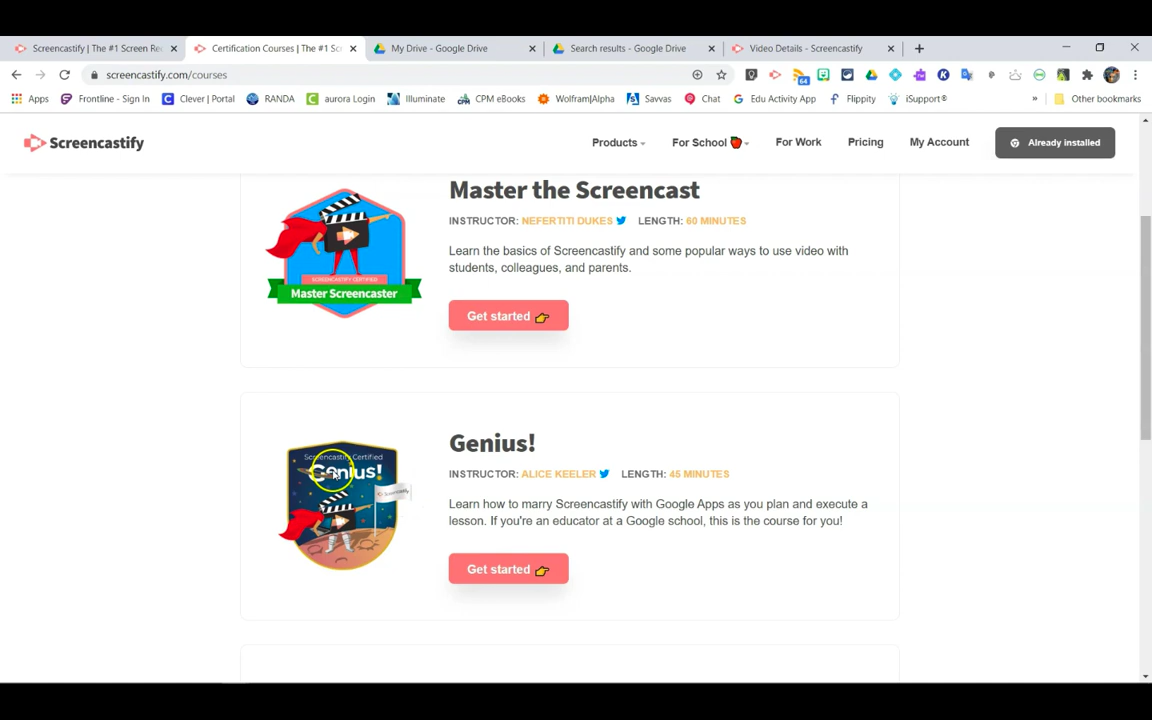 Screencastify | The #1 Screen Re
Certification Courses | The #1 Sc
My Drive - Google Drive
Search results - Google Drive
Video Details - Screencastify
screencastify.com/courses
64
Apps
Frontline - Sign In
Clever | Portal
RANDA
aurora Login
Illuminate
CPM eBooks
Wolfram|Alpha
Savvas
Chat
Edu Activity App
Flippity
iSupport®
»
Other bookmarks
Screencastify
Products
For School
For Work
Pricing
My Account
Already installed
SCREENCASTIFY CERTIFIED
Master Screencaster
Master the Screencast
INSTRUCTOR: NEFERTITI DUKES LENGTH: 60 MINUTES
Learn the basics of Screencastify and some popular ways to use video with
students, colleagues, and parents.
Get started
Screencastify Certified
Genius!
Screencastify
Genius!
INSTRUCTOR: ALICE KEELER LENGTH: 45 MINUTES
Learn how to marry Screencastify with Google Apps as you plan and execute a
lesson. If you're an educator at a Google school, this is the course for you!
Get started